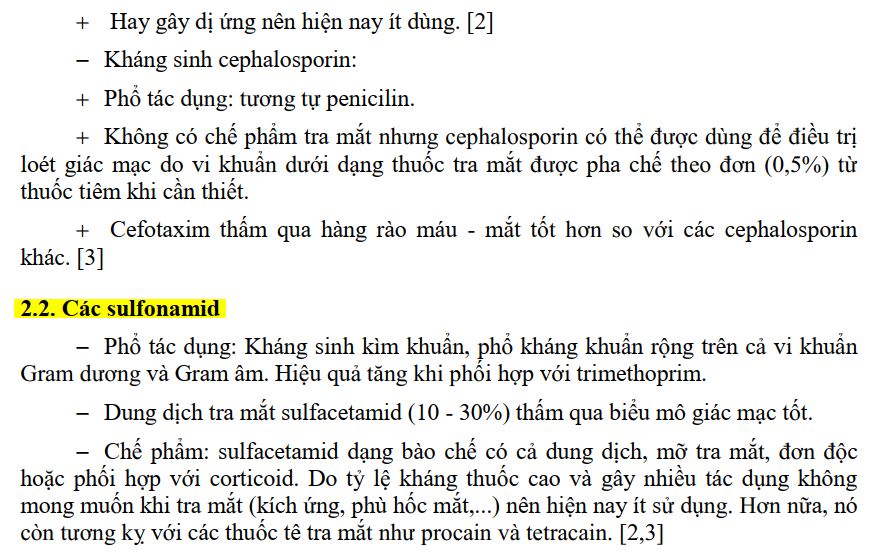 + Hay gây dị ứng nên hiện nay ít dùng. [2]
− Kháng sinh cephalosporin:
+ Phổ tác dụng: tương tự penicilin.
+ Không có chế phẩm tra mắt nhưng cephalosporin có thể được dùng để điều trị
loét giác mạc do vi khuẩn dưới dạng thuốc tra mắt được pha chế theo đơn (0,5%) từ
thuốc tiêm khi cần thiết.
+ Cefotaxim thấm qua hàng rào máu - mắt tốt hơn so với các cephalosporin
khác. [3]
2.2. Các sulfonamid
− Phổ tác dụng: Kháng sinh kìm khuẩn, phổ kháng khuẩn rộng trên cả vi khuẩn
Gram dương và Gram âm. Hiệu quả tăng khi phối hợp với trimethoprim.
− Dung dịch tra mắt sulfacetamid (10 - 30%) thấm qua biểu mô giác mạc tốt.
− Chế phẩm: sulfacetamid dạng bào chế có cả dung dịch, mỡ tra mắt, đơn độc
hoặc phối hợp với corticoid. Do tỷ lệ kháng thuốc cao và gây nhiều tác dụng không
mong muốn khi tra mắt (kích ứng, phù hốc mắt,...) nên hiện nay ít sử dụng. Hơn nữa, nó
còn tương kỵ với các thuốc tê tra mắt như procain và tetracain. [2,3]